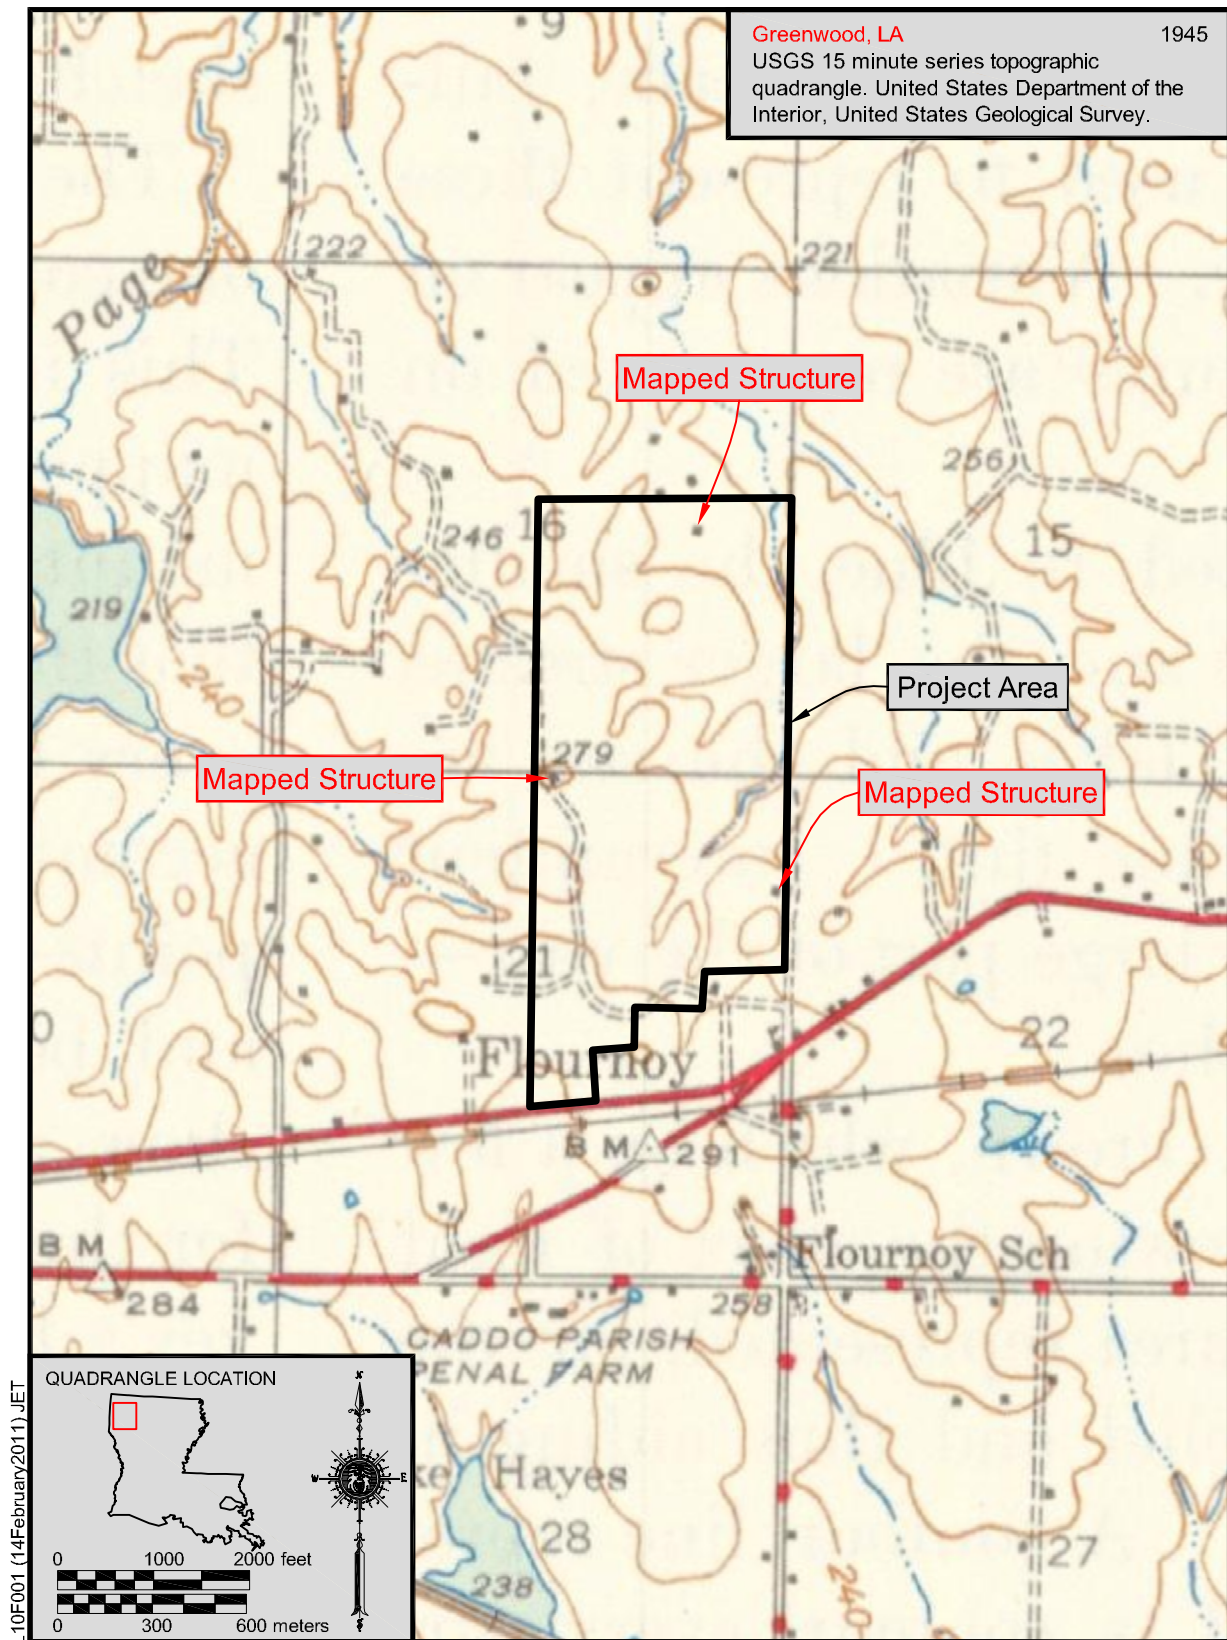 9
Greenwood, LA 1945
USGS 15 minute series topographic
quadrangle. United States Department of the
Interior, United States Geological Survey.
222
221
Page
Mapped Structure
256
16
246
15
219
240
Project Area
279
Mapped Structure
Mapped Structure
21
22
Flournoy
B M 291
B M
284
Flournoy Sch
258
CADDO PARISH
PENAL FARM
Hayes
28
27
238
240
QUADRANGLE LOCATION
N
W E
S
0 1000 2000 feet
0 300 600 meters
10F001 (14February2011) JET